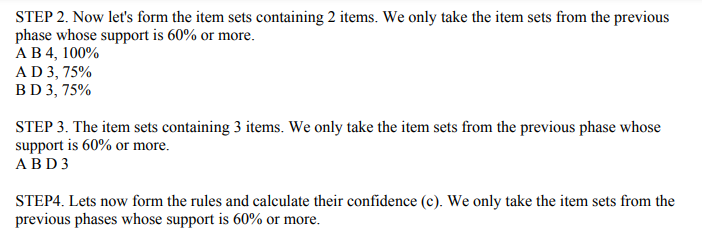 STEP 2. Now let's form the item sets containing 2 items. We only take the item sets from the previous
phase whose support is 60% or more.
A B 4, 100%
A D 3, 75%
B D 3, 75%
STEP 3. The item sets containing 3 items. We only take the item sets from the previous phase whose
support is 60% or more.
A B D 3
STEP4. Lets now form the rules and calculate their confidence (c). We only take the item sets from the
previous phases whose support is 60% or more.